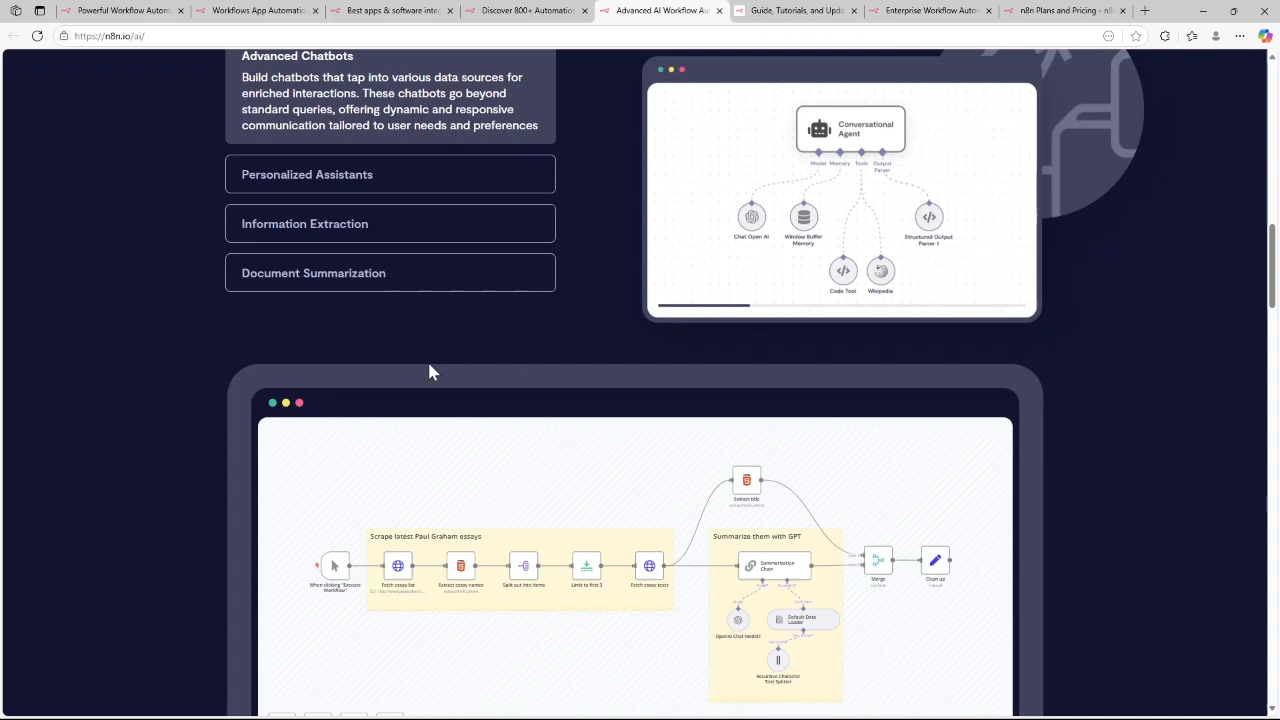 Powerful Workflow Autom
Workflows App Automation
Best apps & software inte
Discover 800+ Automation
Advanced AI Workflow Aut
Guide, Tutorials, and Upda
Enterprise Workflow Autom
n8n Plans and Pricing - n8
https://n8n.io/ai/
Advanced Chatbots
Build chatbots that tap into various data sources for
enriched interactions. These chatbots go beyond
standard queries, offering dynamic and responsive
communication tailored to user needs and preferences
Personalized Assistants
Information Extraction
Document Summarization
Conversational
Agent
Model Memory Tools Output
Parser
Chat Open AI
Window Buffer
Memory
Structured Output
Parser 1
Code Tool
Wikipedia
Extract title
Scrape latest Paul Graham essays
Summarize them with GPT
When clicking "Execute
Workflow"
Fetch essay list
Extract essay names
Split out into items
Limit to first 3
Fetch essay texts
Summarization
Chain
Merge
Clean up
OpenAI Chat Model1
Default Data
Loader
Recursive Character
Text Splitter